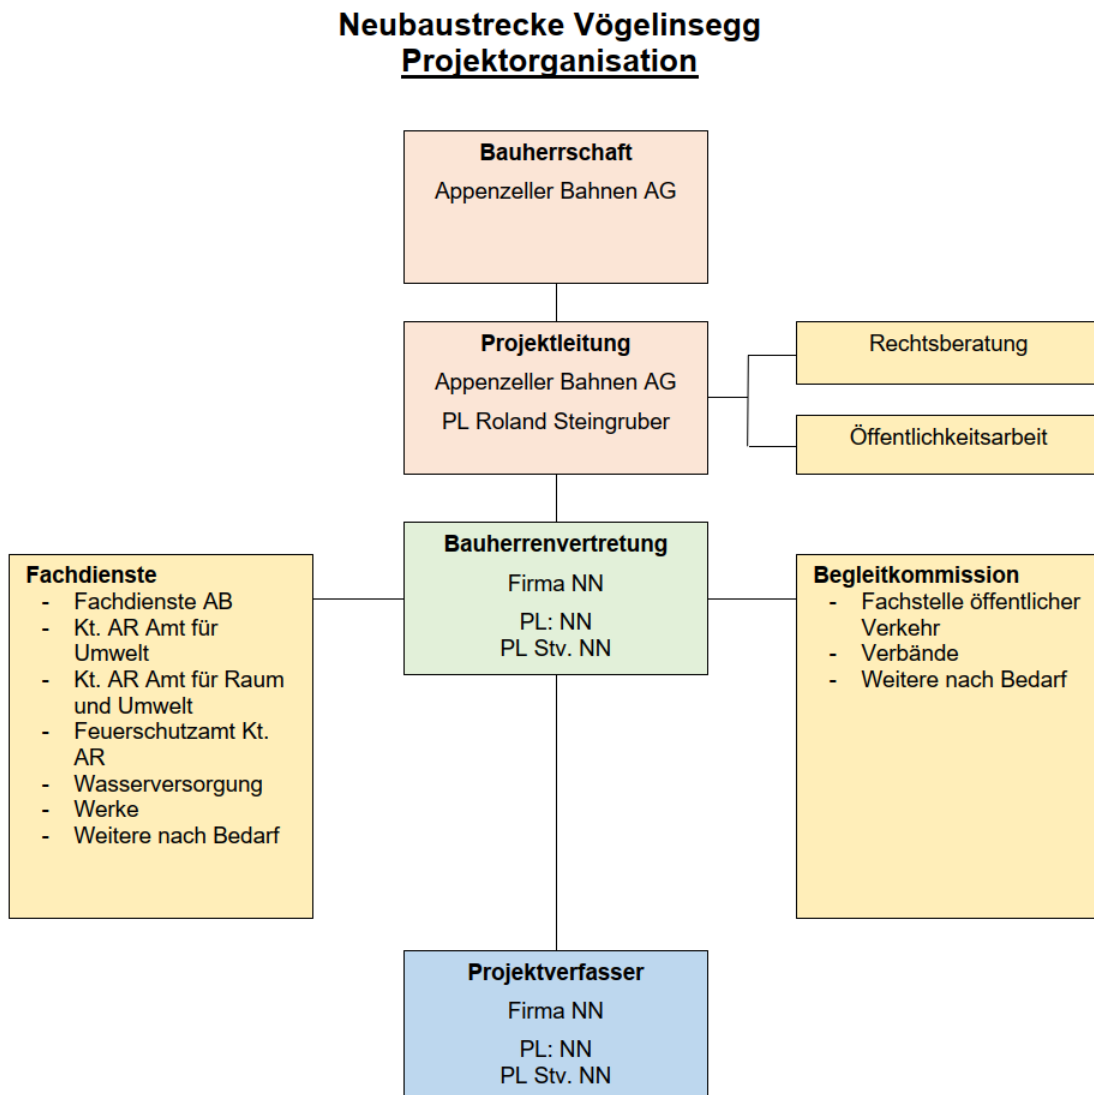 Neubaustrecke Vögelinsegg
Projektorganisation
Bauherrschaft
Appenzeller Bahnen AG
Projektleitung
Appenzeller Bahnen AG
PL Roland Steingruber
Rechtsberatung
Öffentlichkeitsarbeit
Bauherrenvertretung
Firma NN
PL: NN
PL Stv. NN
Fachdienste
- Fachdienste AB
- Kt. AR Amt für
Umwelt
- Kt. AR Amt für Raum
und Umwelt
- Feuerschutzamt Kt.
AR
- Wasserversorgung
- Werke
- Weitere nach Bedarf
Begleitkommission
- Fachstelle öffentlicher
Verkehr
- Verbände
- Weitere nach Bedarf
Projektverfasser
Firma NN
PL: NN
PL Stv. NN